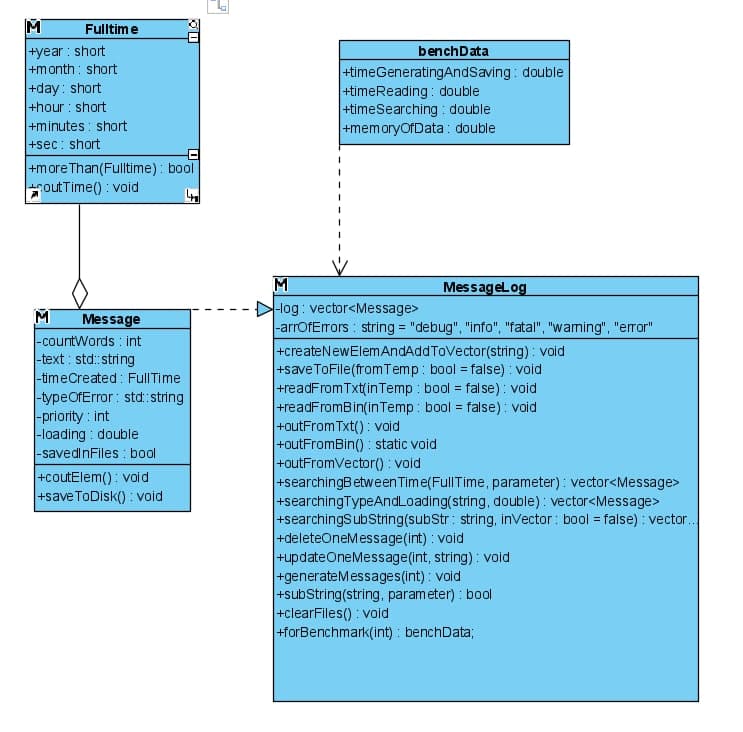 M
Fulltime
+year : short
+month : short
+day : short
+hour : short
+minutes : short
+sec : short
+moreThan(Fulltime) : bool
+coutTime() : void
benchData
+timeGeneratingAndSaving : double
+timeReading : double
+timeSearching : double
+memoryOfData : double
M
Message
-countWords : int
-text : std::string
-timeCreated : FullTime
-typeOfError : std::string
-priority : int
-loading : double
-savedInFiles : bool
+coutElem() : void
+saveToDisk() : void
M
MessageLog
-log : vector<Message>
-arrOfErrors : string = "debug", "info", "fatal", "warning", "error"
+createNewElemAndAddToVector(string) : void
+saveToFile(fromTemp : bool = false) : void
+readFromTxt(inTemp : bool = false) : void
+readFromBin(inTemp : bool = false) : void
+outFromTxt() : void
+outFromBin() : static void
+outFromVector() : void
+searchingBetweenTime(FullTime, parameter) : vector<Message>
+searchingTypeAndLoading(string, double) : vector<Message>
+searchingSubString(subStr : string, inVector : bool = false) : vector...
+deleteOneMessage(int) : void
+updateOneMessage(int, string) : void
+generateMessages(int) : void
+subString(string, parameter) : bool
+clearFiles() : void
+forBenchmark(int) : benchData;